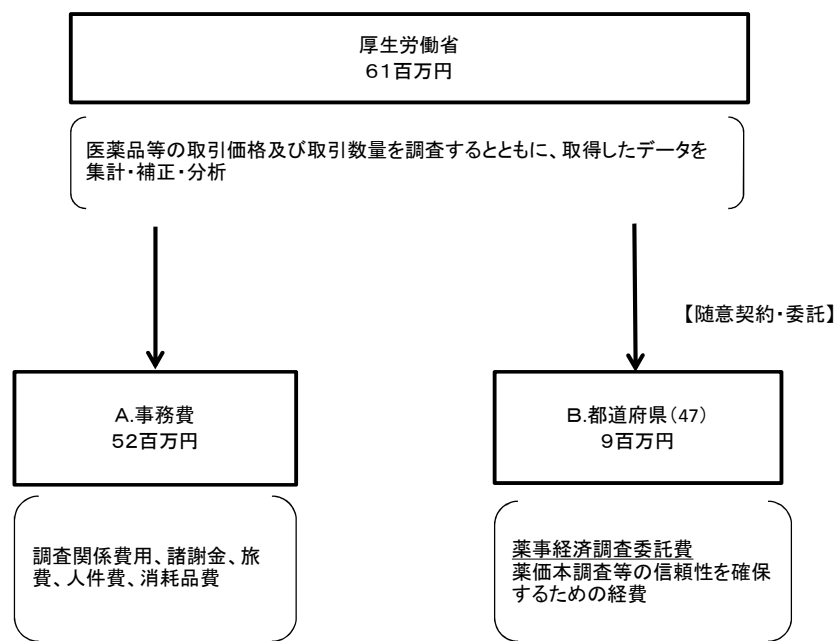 厚生労働省
61百万円
医薬品等の取引価格及び取引数量を調査するとともに、取得したデータを
集計・補正・分析
【随意契約・委託】
A.事務費
52百万円
B.都道府県(47)
9百万円
調査関係費用、諸謝金、旅
費、人件費、消耗品費
薬事経済調査委託費
薬価本調査等の信頼性を確保
するための経費